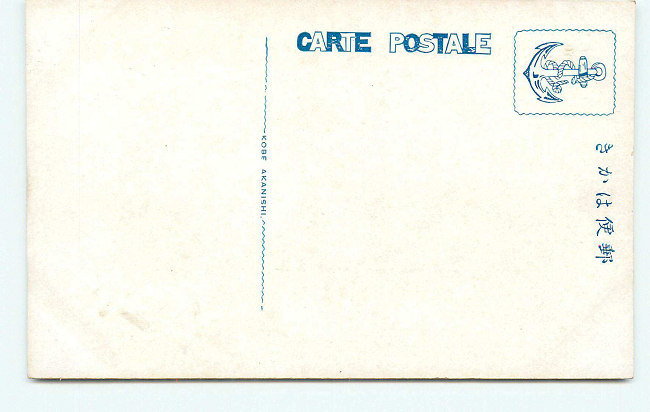 CARTE POSTALE
KOBE AKANISHI.
郵便はかき